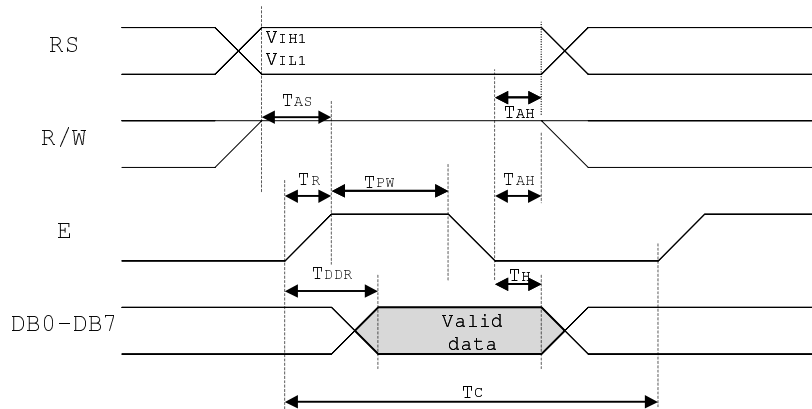 RS
VIH1
VIL1
TAS
TAH
R/W
TR
TPW
TAH
E
TDDR
TH
DB0-DB7
Valid
data
TC